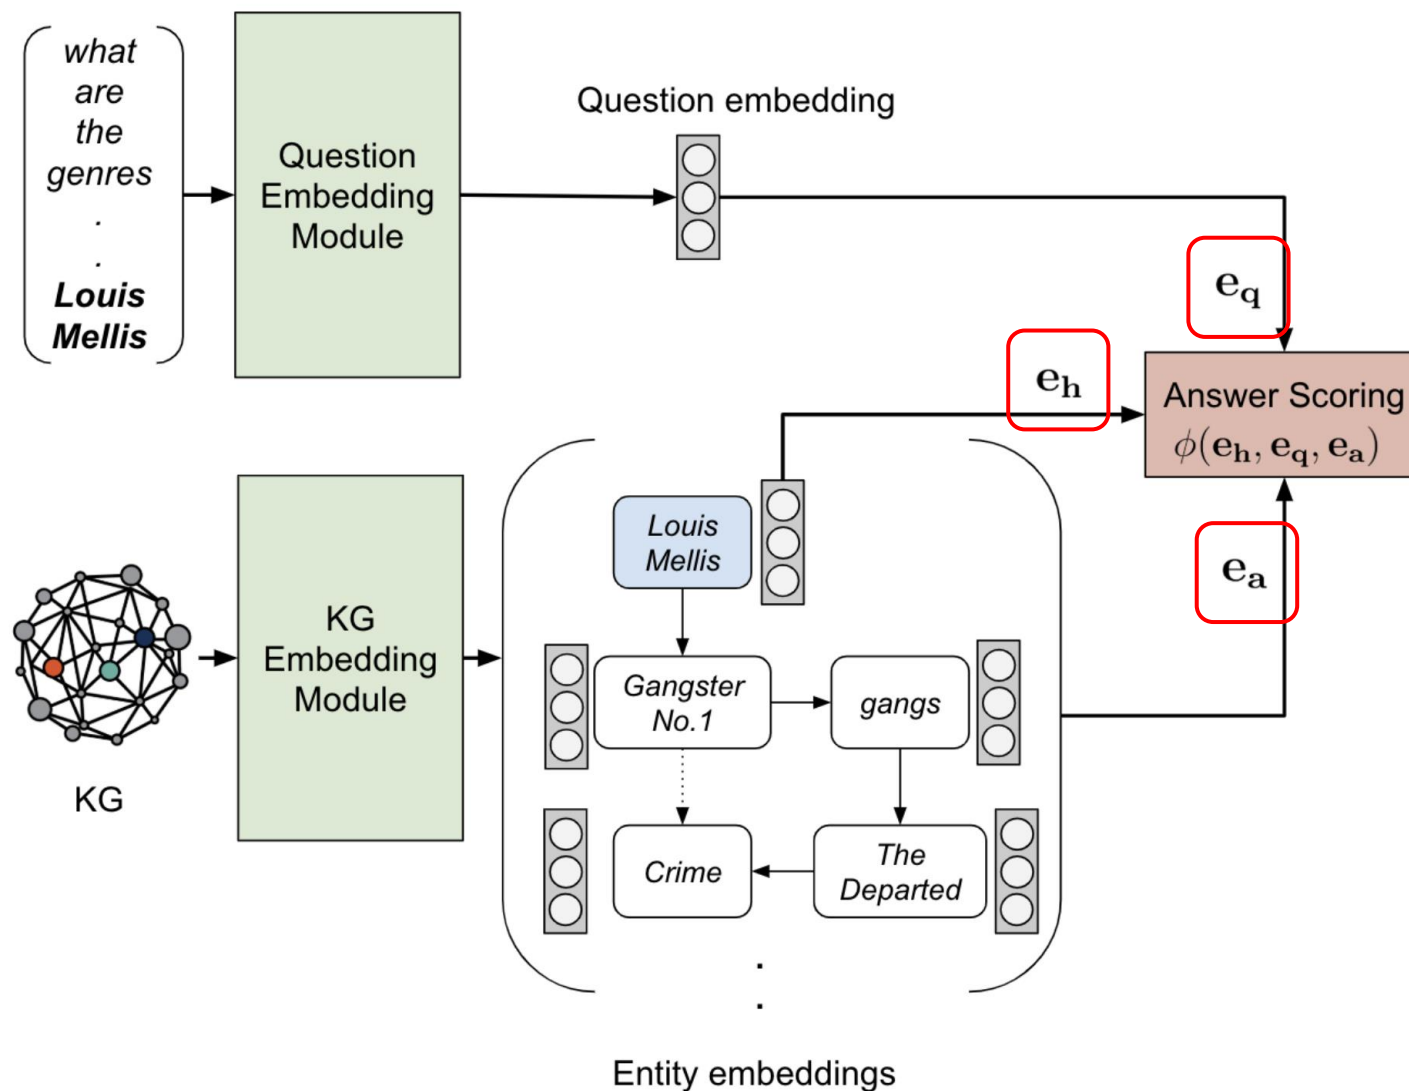 what
are
the
genres
.
.
Louis
Mellis
Question
Embedding
Module
Question embedding
e_q
e_h
Answer Scoring
ϕ(e_h, e_q, e_a)
e_a
KG
KG
Embedding
Module
Louis
Mellis
Gangster
No.1
gangs
Crime
The
Departed
.
.
Entity embeddings